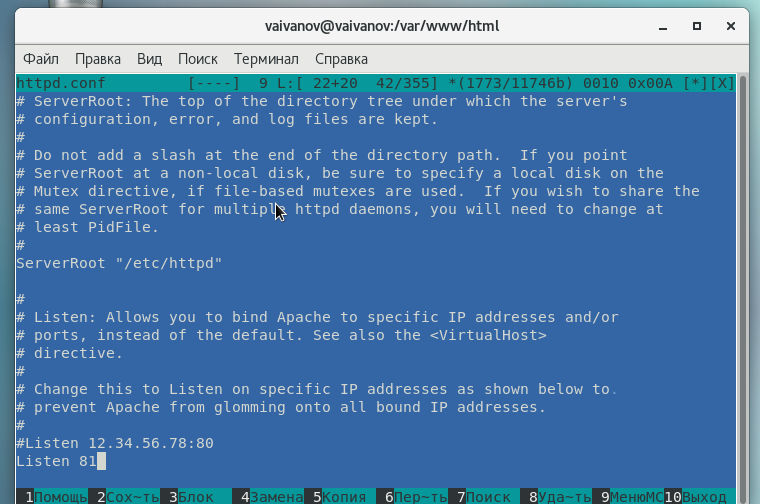 vaivanov@vaivanov:/var/www/html
Файл Правка Вид Поиск Терминал Справка
httpd.conf [----] 9 L:[ 22+20 42/355] *(1773/11746b) 0010 0x00A [*][X]
# ServerRoot: The top of the directory tree under which the server's
# configuration, error, and log files are kept.
#
# Do not add a slash at the end of the directory path.  If you point
# ServerRoot at a non-local disk, be sure to specify a local disk on the
# Mutex directive, if file-based mutexes are used.  If you wish to share the
# same ServerRoot for multiple httpd daemons, you will need to change at
# least PidFile.
#
ServerRoot "/etc/httpd"
#
# Listen: Allows you to bind Apache to specific IP addresses and/or
# ports, instead of the default. See also the <VirtualHost>
# directive.
#
# Change this to Listen on specific IP addresses as shown below to.
# prevent Apache from glomming onto all bound IP addresses.
#
#Listen 12.34.56.78:80
Listen 81
1Помощь 2Сох~ть 3Блок 4Замена 5Копия 6Пер~ть 7Поиск 8Уда~ть 9МенюMC 10Выход